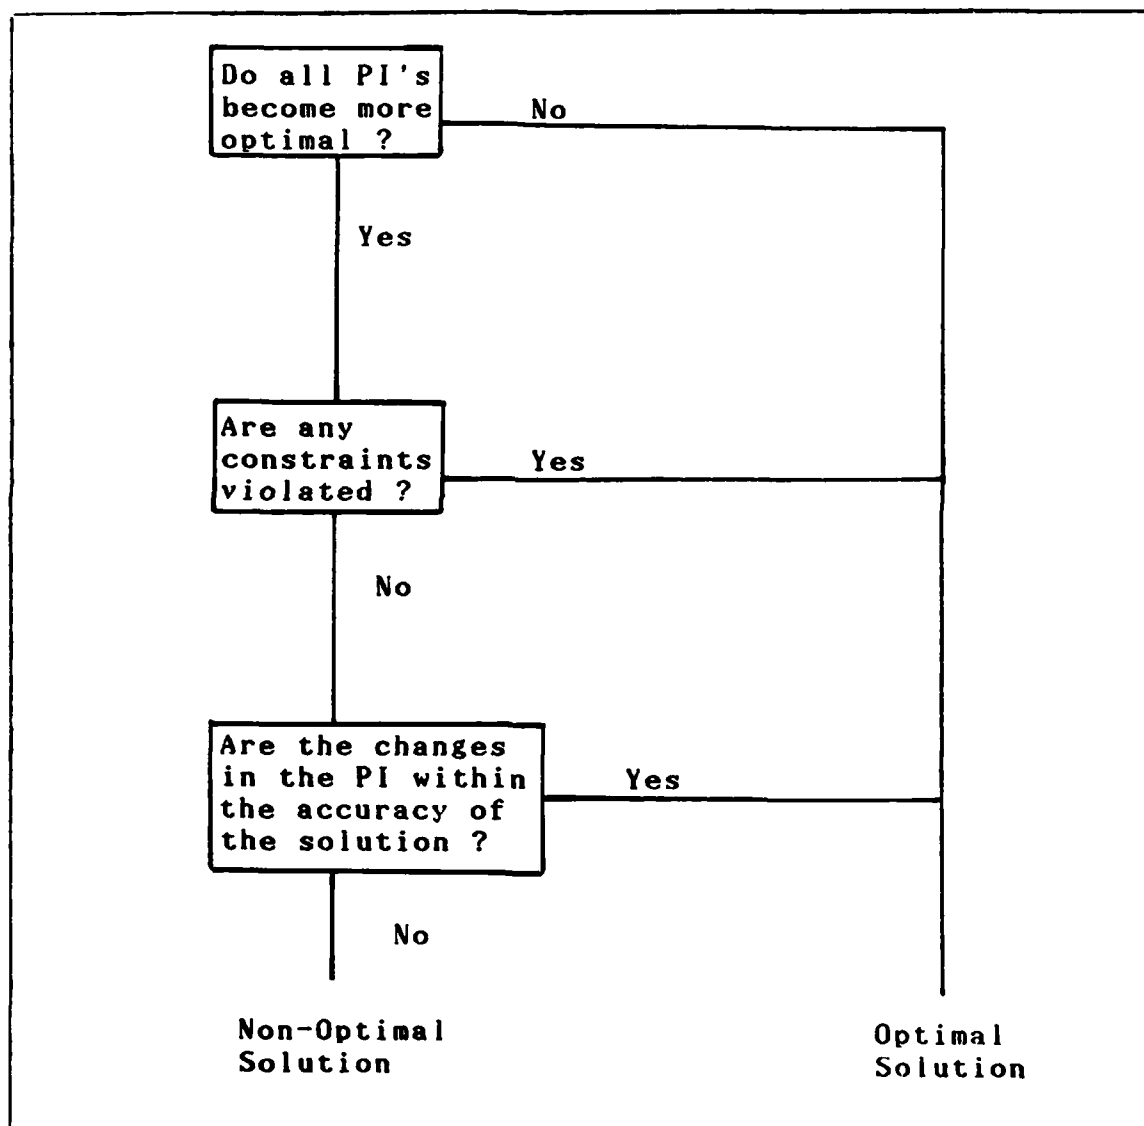 Do all PI's
become more
optimal ?
No
Yes
Are any
constraints
violated ?
Yes
No
Are the changes
in the PI within
the accuracy of
the solution ?
Yes
No
Non-Optimal
Solution
Optimal
Solution